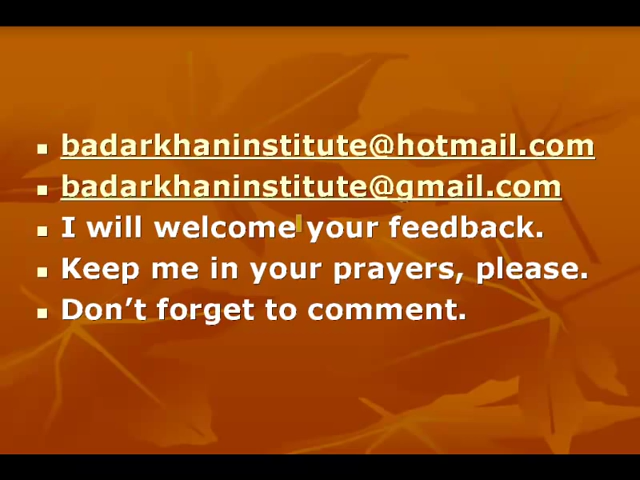 badarkhaninstitute@hotmail.com
badarkhaninstitute@gmail.com
I will welcome your feedback.
Keep me in your prayers, please.
Don’t forget to comment.